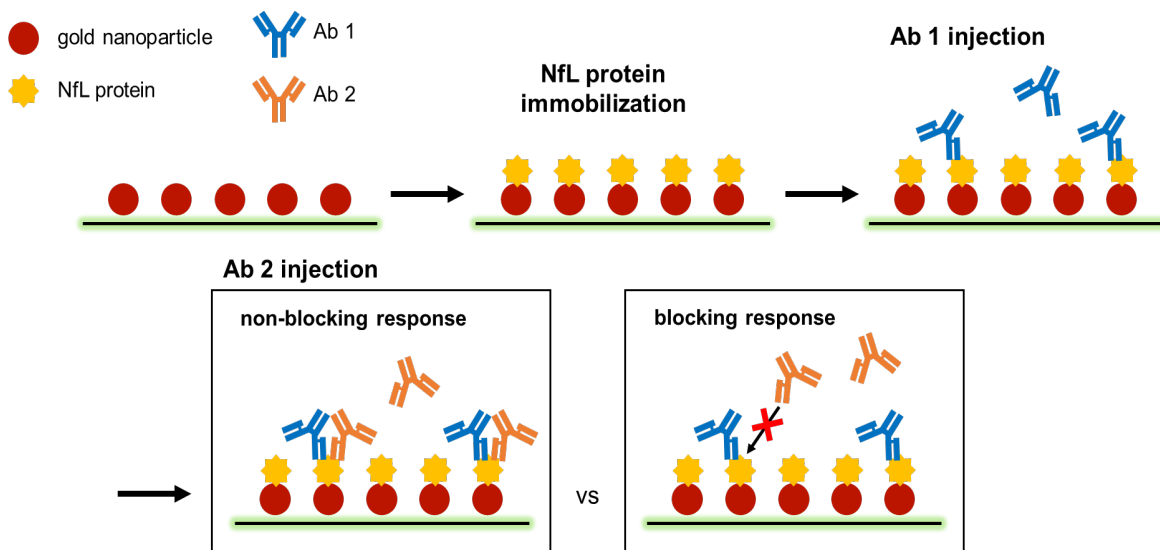 gold nanoparticle
Ab 1
NfL protein
Ab 2
NfL protein
immobilization
Ab 1 injection
Ab 2 injection
non-blocking response
vs
blocking response